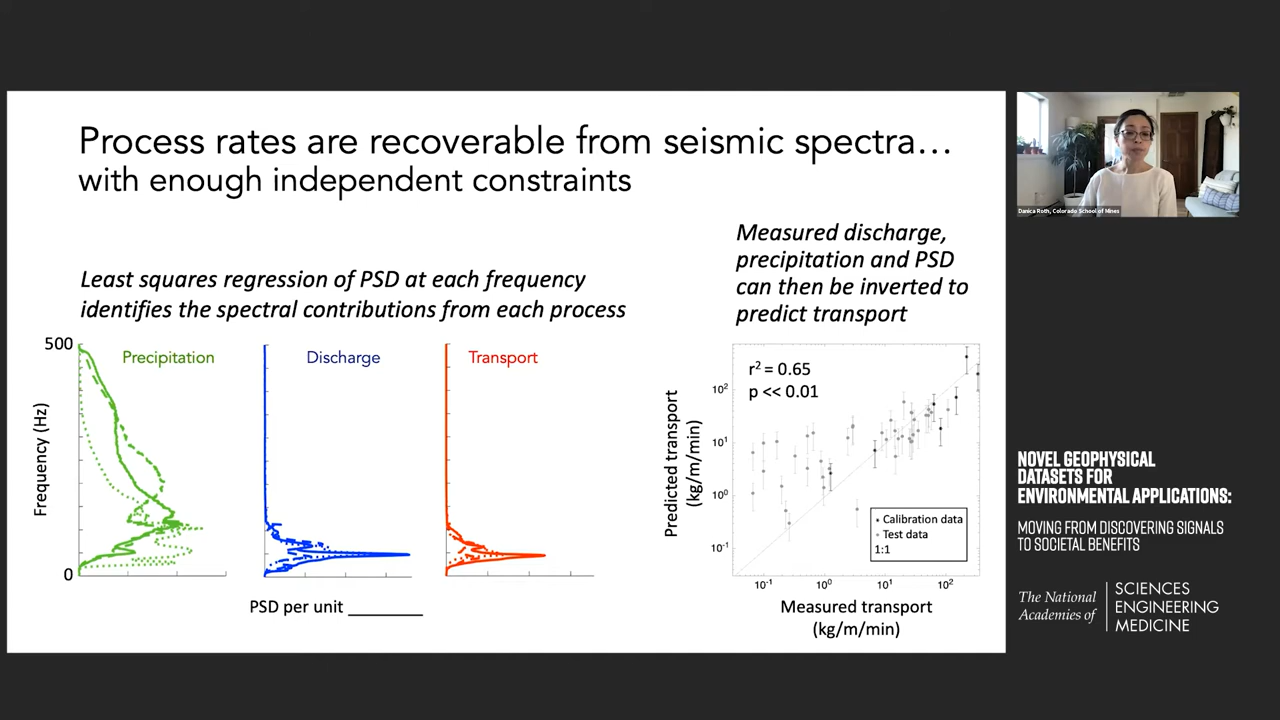 Process rates are recoverable from seismic spectra…
with enough independent constraints
Least squares regression of PSD at each frequency
identifies the spectral contributions from each process
Measured discharge,
precipitation and PSD
can then be inverted to
predict transport
500
Precipitation
Discharge
Transport
Frequency (Hz)
0
PSD per unit ________
r² = 0.65
p << 0.01
Predicted transport
(kg/m/min)
10²
10¹
10⁰
10⁻¹
Calibration data
Test data
1:1
10⁻¹
10⁰
10¹
10²
Measured transport
(kg/m/min)
Danica Roth, Colorado School of Mines
NOVEL GEOPHYSICAL
DATASETS FOR
ENVIRONMENTAL APPLICATIONS:
MOVING FROM DISCOVERING SIGNALS
TO SOCIETAL BENEFITS
The National
Academies of
SCIENCES
ENGINEERING
MEDICINE